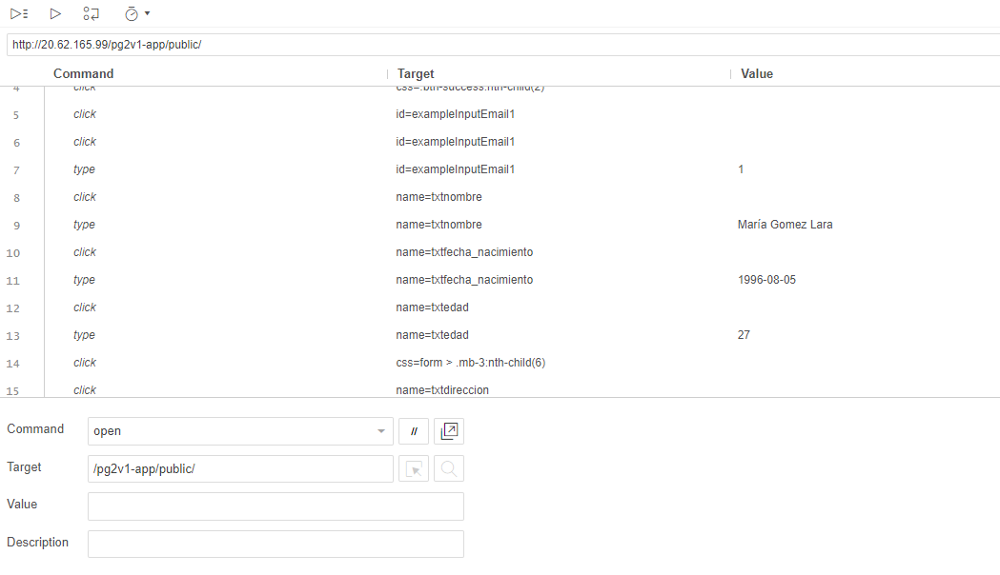 http://20.62.165.99/pg2v1-app/public/
Command Target Value
4 click css=.btn-success:nth-child(2)
5 click id=exampleInputEmail1
6 click id=exampleInputEmail1
7 type id=exampleInputEmail1 1
8 click name=txtnombre
9 type name=txtnombre María Gomez Lara
10 click name=txtfecha_nacimiento
11 type name=txtfecha_nacimiento 1996-08-05
12 click name=txtedad
13 type name=txtedad 27
14 click css=form > .mb-3:nth-child(6)
15 click name=txtdireccion
Command open //
Target /pg2v1-app/public/
Value
Description